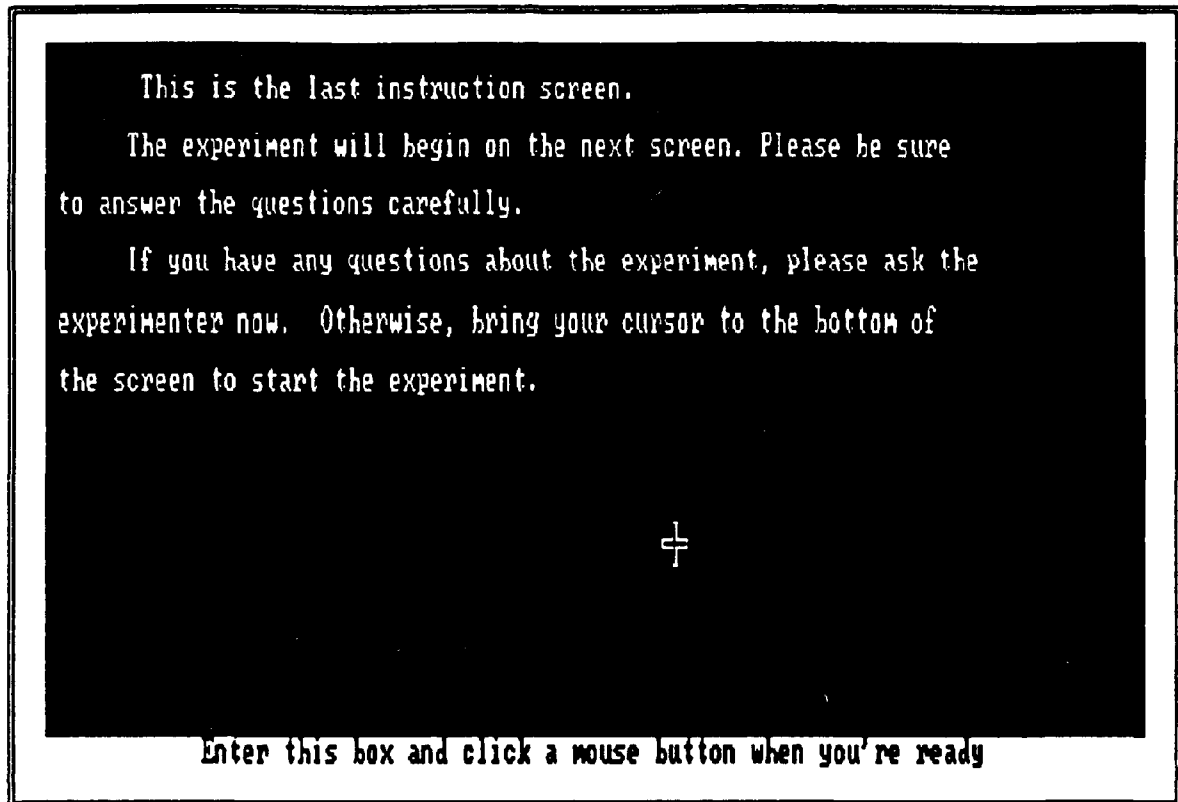 This is the last instruction screen.
The experiment will begin on the next screen. Please be sure
to answer the questions carefully.
If you have any questions about the experiment, please ask the
experimenter now. Otherwise, bring your cursor to the bottom of
the screen to start the experiment.
Enter this box and click a mouse button when you're ready